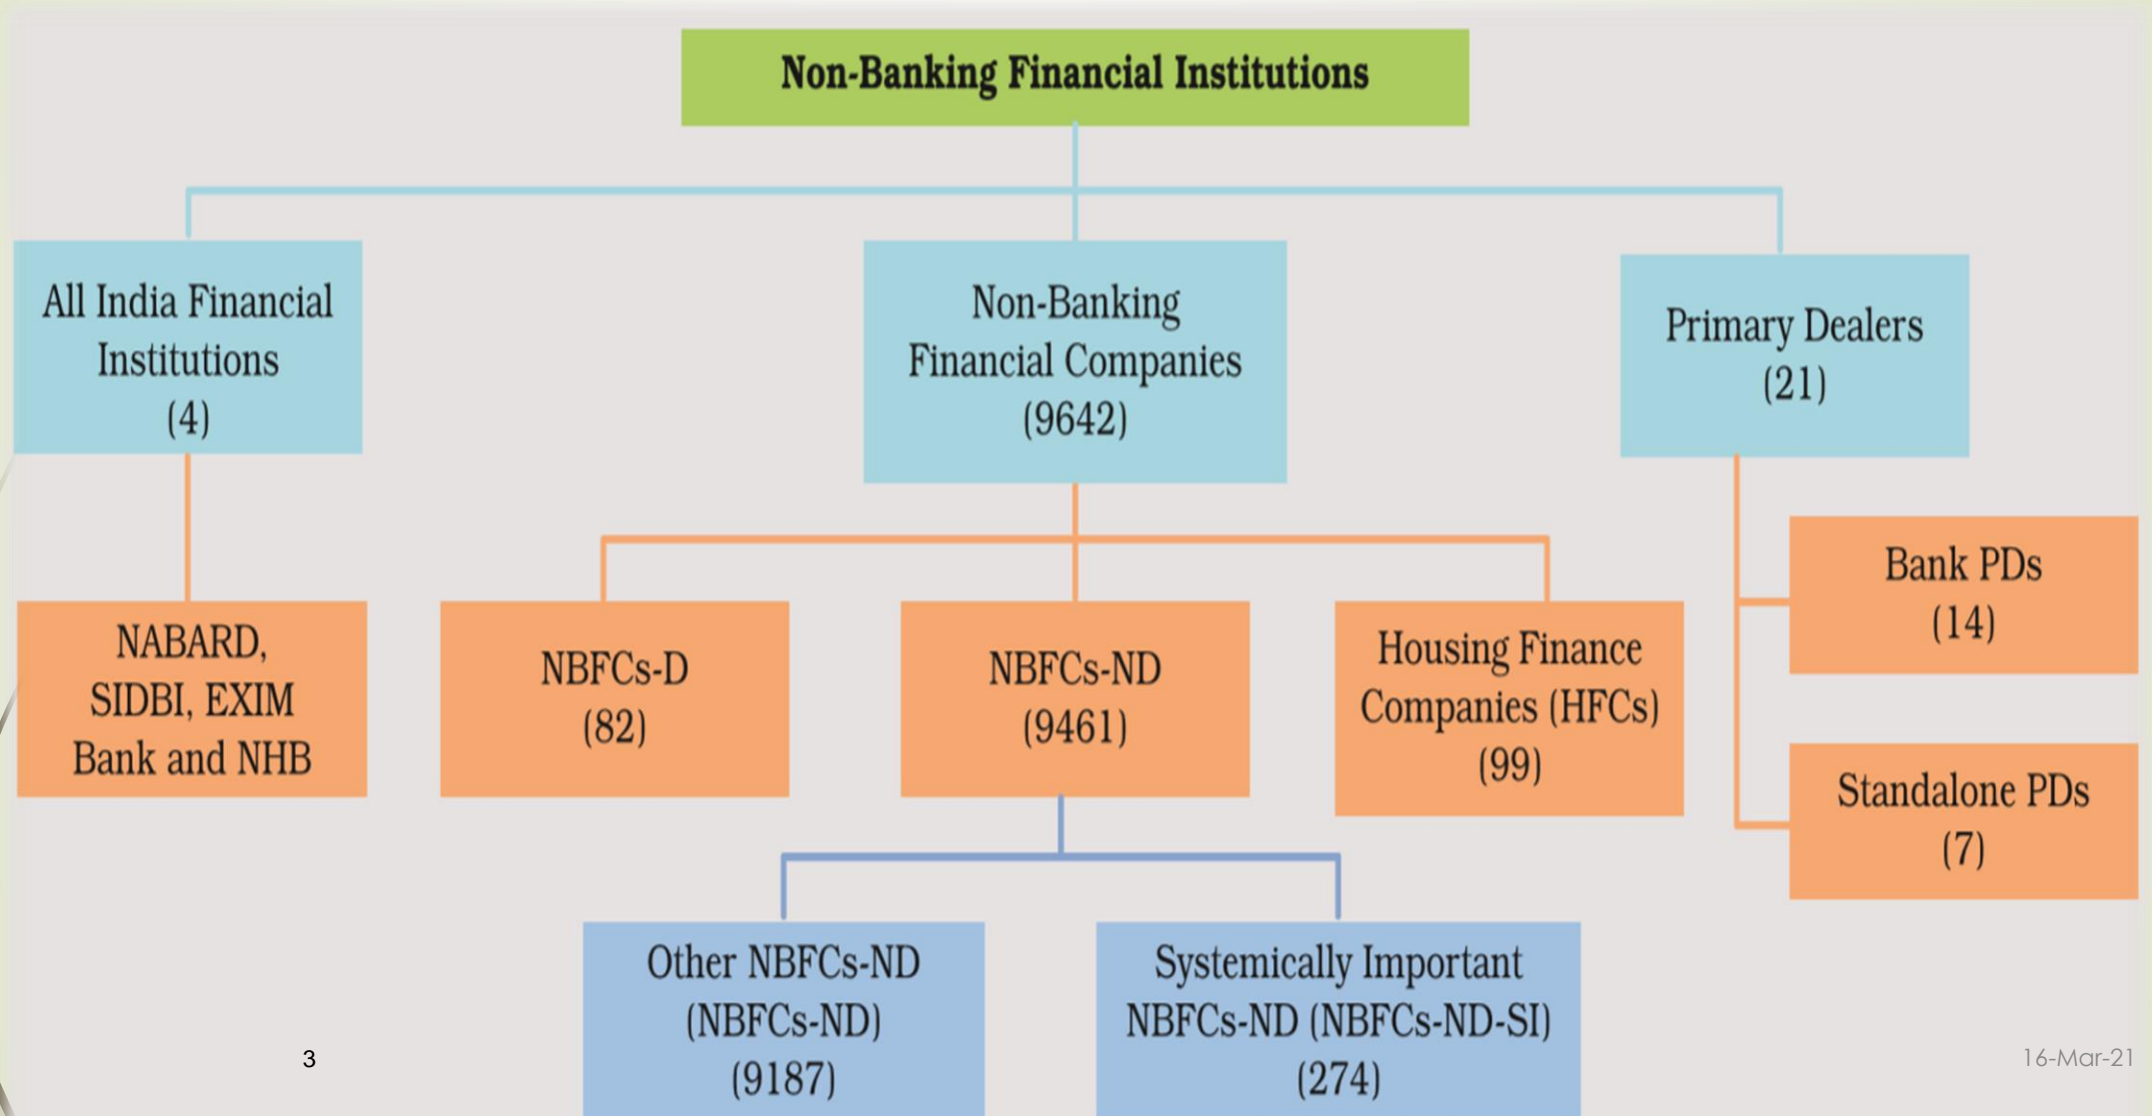 Non-Banking Financial Institutions
All India Financial
Institutions
(4)
Non-Banking
Financial Companies
(9642)
Primary Dealers
(21)
NABARD,
SIDBI, EXIM
Bank and NHB
NBFCs-D
(82)
NBFCs-ND
(9461)
Housing Finance
Companies (HFCs)
(99)
Bank PDs
(14)
Standalone PDs
(7)
Other NBFCs-ND
(NBFCs-ND)
(9187)
Systemically Important
NBFCs-ND (NBFCs-ND-SI)
(274)
3
16-Mar-21